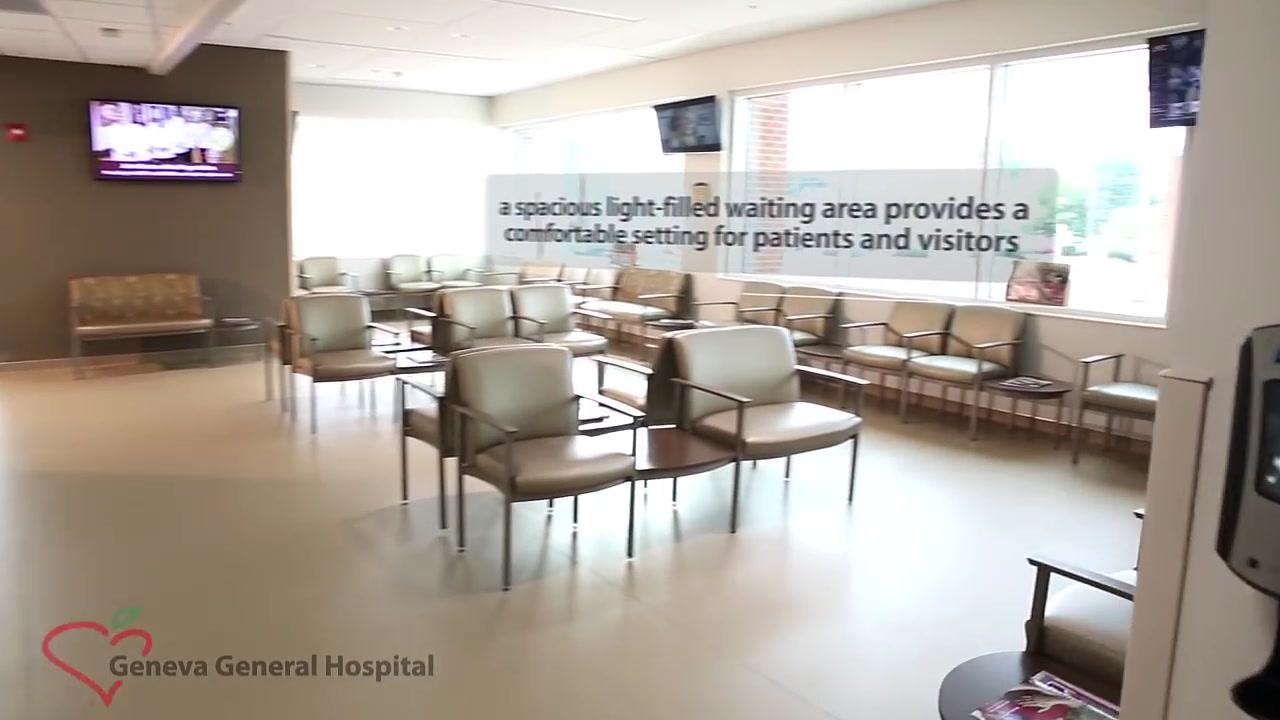 a spacious light-filled waiting area provides a
comfortable setting for patients and visitors
Geneva General Hospital